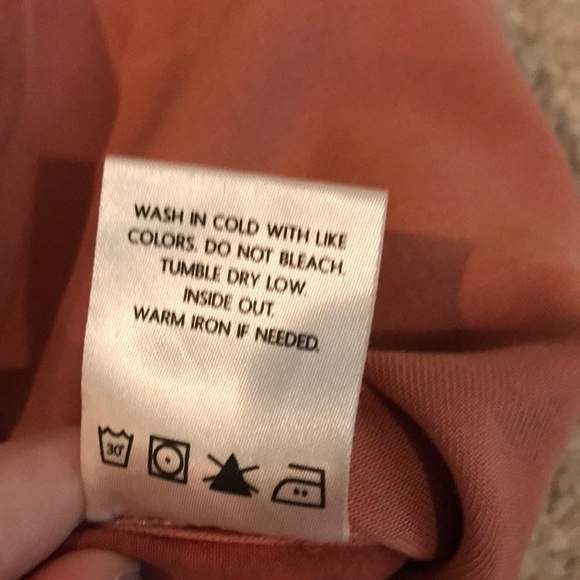 WASH IN COLD WITH LIKE
COLORS. DO NOT BLEACH.
TUMBLE DRY LOW.
INSIDE OUT.
WARM IRON IF NEEDED.
30°